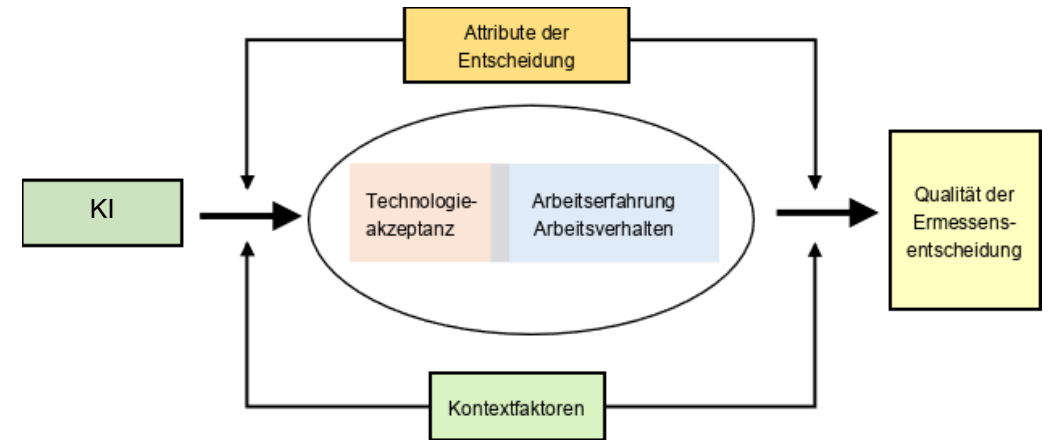 Attribute der
Entscheidung
KI
Technologie-
akzeptanz
Arbeitserfahrung
Arbeitsverhalten
Qualität der
Ermessens-
entscheidung
Kontextfaktoren